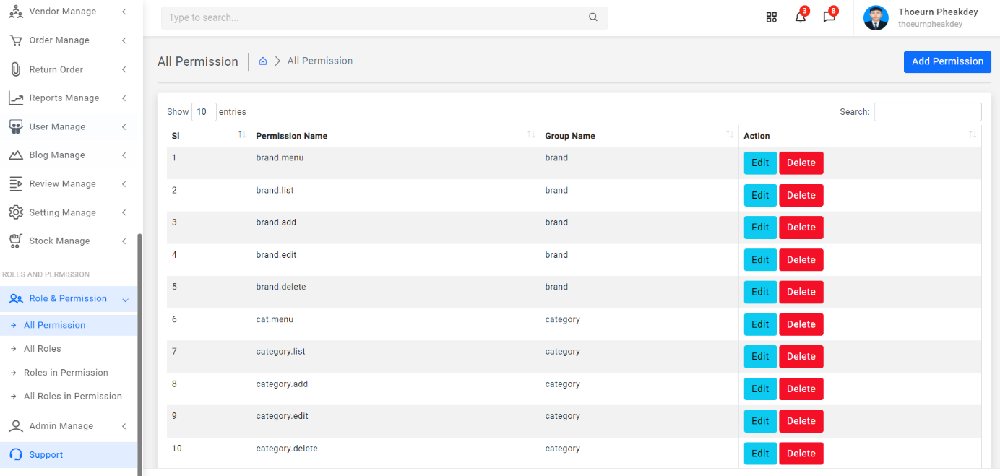 Vendor Manage
Order Manage
Return Order
Reports Manage
User Manage
Blog Manage
Review Manage
Setting Manage
Stock Manage
ROLES AND PERMISSION
Role & Permission
All Permission
All Roles
Roles in Permission
All Roles in Permission
Admin Manage
Support
Type to search...
3
8
Thoeurn Pheakdey
thoeurnpheakdey
All Permission
All Permission
Add Permission
Show 10 entries
Search:
Sl Permission Name Group Name Action
1 brand.menu brand Edit Delete
2 brand.list brand Edit Delete
3 brand.add brand Edit Delete
4 brand.edit brand Edit Delete
5 brand.delete brand Edit Delete
6 cat.menu category Edit Delete
7 category.list category Edit Delete
8 category.add category Edit Delete
9 category.edit category Edit Delete
10 category.delete category Edit Delete